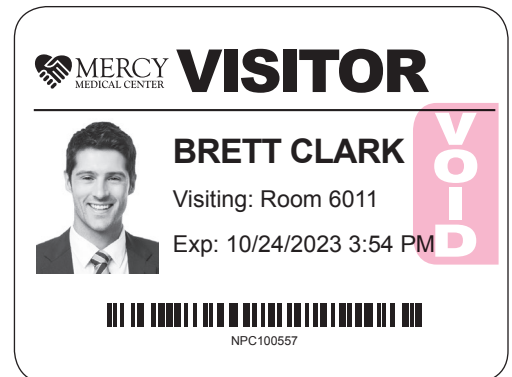 MERCY
MEDICAL CENTER
VISITOR
BRETT CLARK
Visiting: Room 6011
Exp: 10/24/2023 3:54 PM
VOID
NPC100557